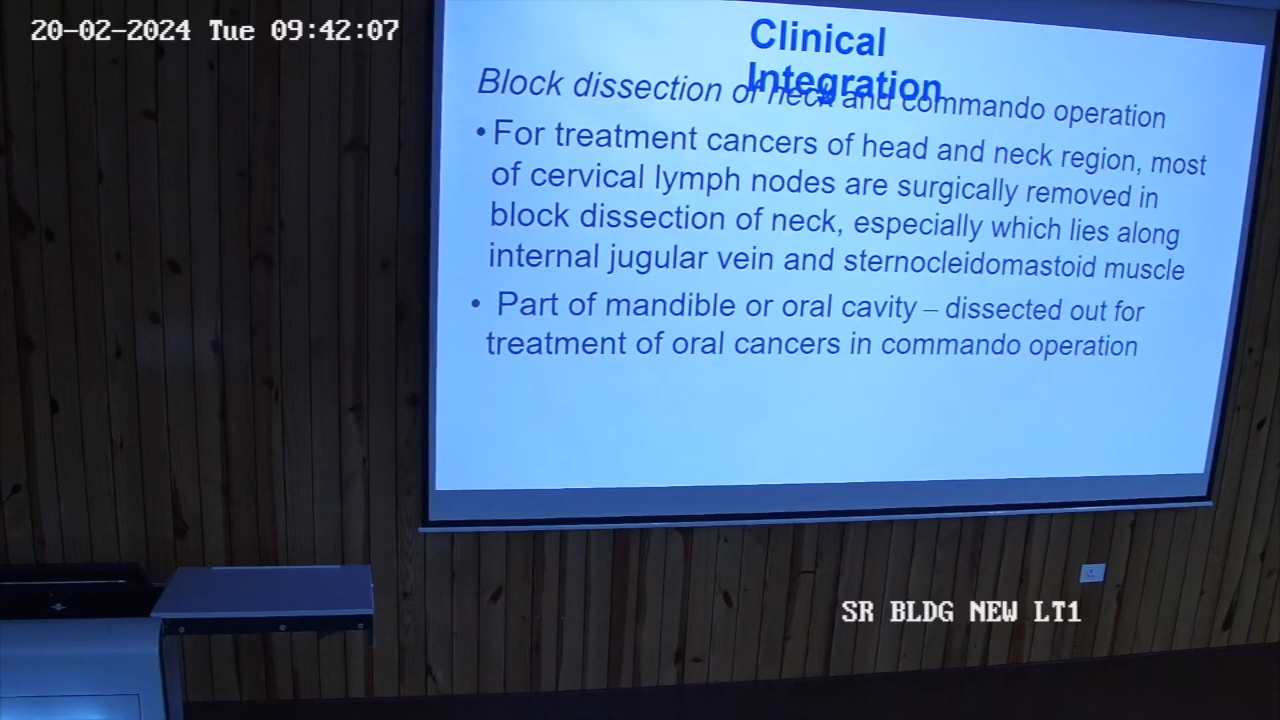 20-02-2024 Tue 09:42:07
Clinical
Integration
Block dissection of neck and commando operation
•For treatment cancers of head and neck region, most
of cervical lymph nodes are surgically removed in
block dissection of neck, especially which lies along
internal jugular vein and sternocleidomastoid muscle
• Part of mandible or oral cavity – dissected out for
treatment of oral cancers in commando operation
SR BLDG NEW LT1